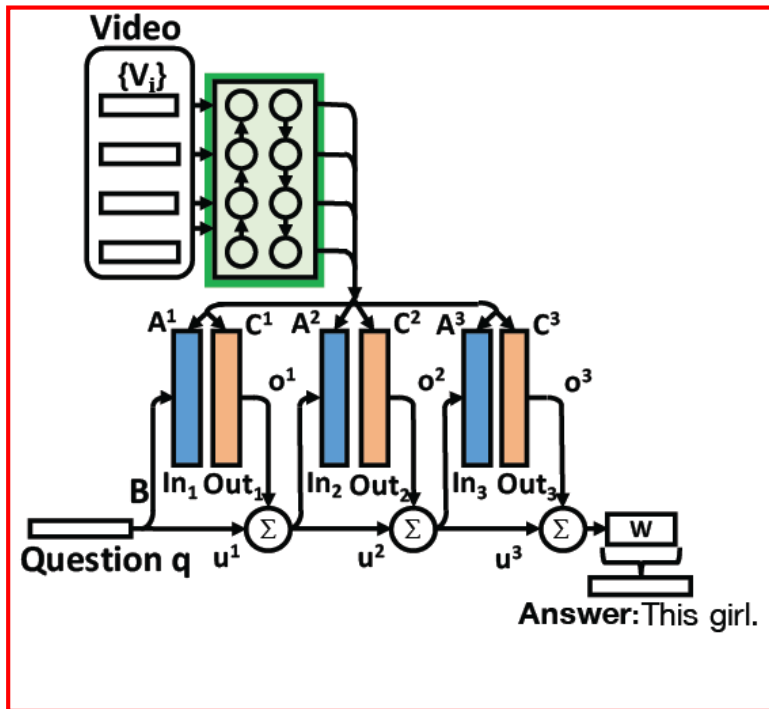 Video
{Vᵢ}
A¹ C¹ A² C² A³ C³
o¹ o² o³
B In₁ Out₁ In₂ Out₂ In₃ Out₃
Σ Σ Σ W
Question q u¹ u² u³
Answer: This girl.